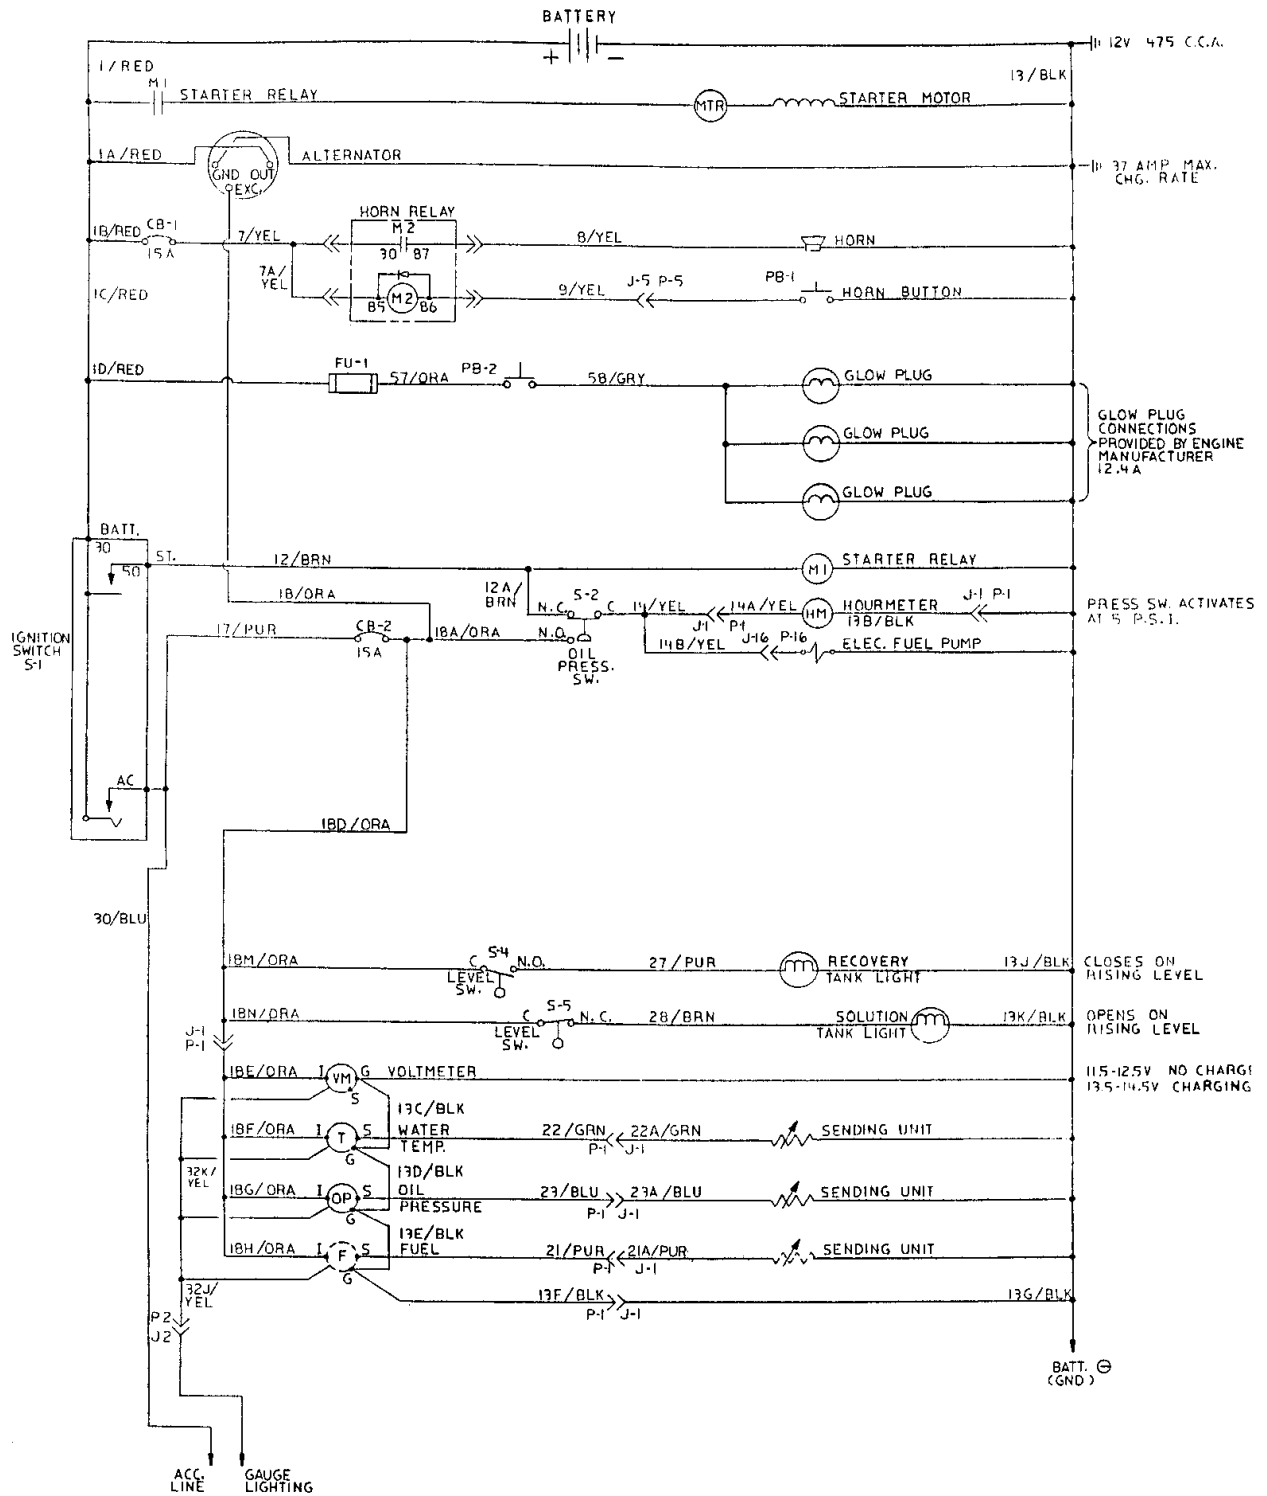 BATTERY
+ −
12V 475 C.C.A.
1/RED
13/BLK
M1
STARTER RELAY
MTR
STARTER MOTOR
1A/RED
ALTERNATOR
GND OUT
EXC.
37 AMP. MAX.
CHG. RATE
HORN RELAY
1B/RED
CB-1
15A
7/YEL
M2
30 87
8/YEL
HORN
7A/
YEL
1C/RED
M2
85 86
9/YEL
J-5 P-5
PB-1
HORN BUTTON
1D/RED
FU-1
57/ORA
PB-2
58/GRY
GLOW PLUG
GLOW PLUG
GLOW PLUG
GLOW PLUG
CONNECTIONS
PROVIDED BY ENGINE
MANUFACTURER
12.4A
BATT.
30
50
ST.
12/BRN
M1
STARTER RELAY
12A/
BRN
18/ORA
N.C.
S-2
C
14/YEL
J-1 P-1
14A/YEL
HM
HOURMETER
13B/BLK
J-1 P-1
PRESS SW. ACTIVATES
AT 5 P.S.I.
IGNITION
SWITCH
S-1
17/PUR
CB-2
15A
18A/ORA
N.O.
OIL
PRESS.
SW.
14B/YEL
J-16 P-16
ELEC. FUEL PUMP
AC
18D/ORA
30/BLU
18M/ORA
C
S-4
N.O.
LEVEL
SW.
27/PUR
RECOVERY
TANK LIGHT
13J/BLK
CLOSES ON
RISING LEVEL
18N/ORA
C
S-5
N.C.
LEVEL
SW.
28/BRN
SOLUTION
TANK LIGHT
13K/BLK
OPENS ON
RISING LEVEL
J-1
P-1
18E/ORA
I
VM
G
S
VOLTMETER
11.5-12.5V NO CHARGI
13.5-14.5V CHARGING
13C/BLK
18F/ORA
I
T
S
G
WATER
TEMP.
22/GRN
P-1 J-1
22A/GRN
SENDING UNIT
32K/
YEL
13D/BLK
18G/ORA
I
OP
S
G
OIL
PRESSURE
23/BLU
P-1 J-1
23A/BLU
SENDING UNIT
13E/BLK
18H/ORA
I
F
S
G
FUEL
21/PUR
P-1 J-1
21A/PUR
SENDING UNIT
32J/
YEL
13F/BLK
P-1 J-1
13G/BLK
P2
J2
BATT. ⊖
(GND)
ACC.
LINE
GAUGE
LIGHTING